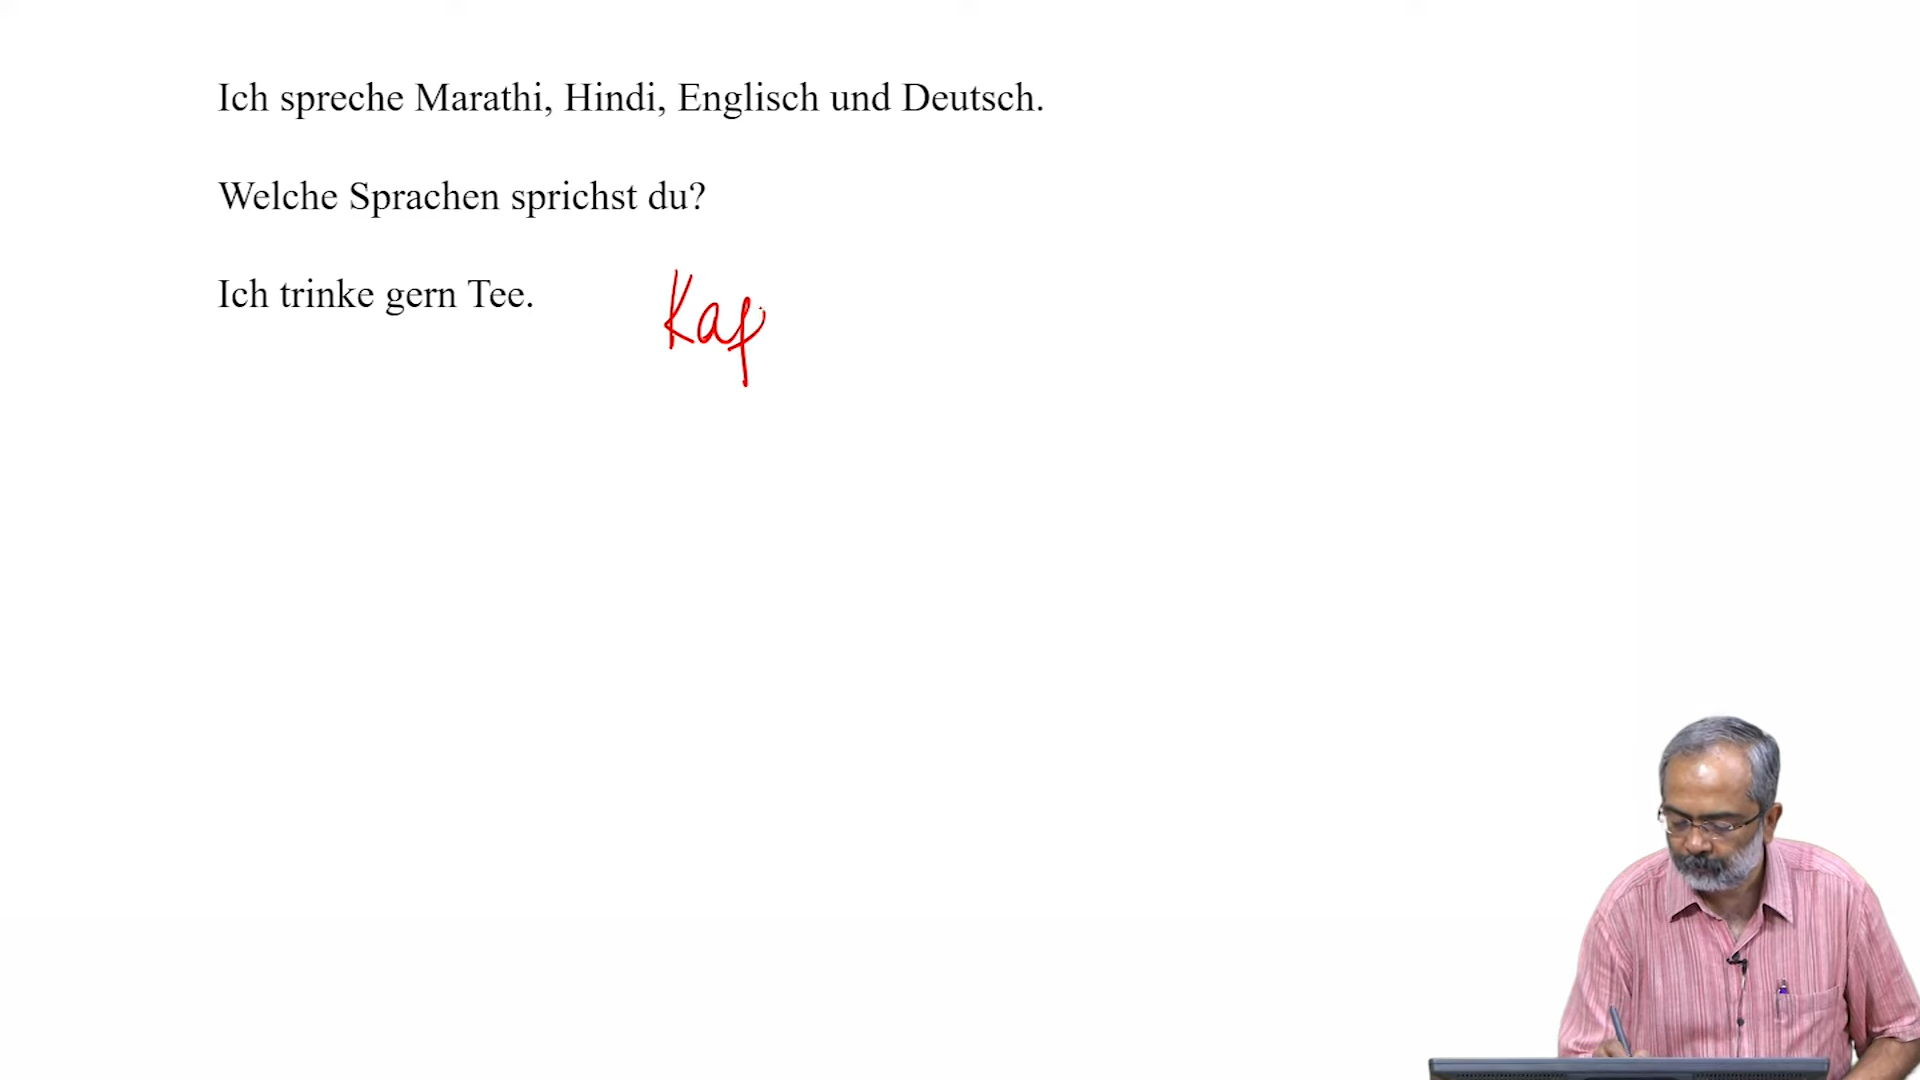 Ich spreche Marathi, Hindi, Englisch und Deutsch.
Welche Sprachen sprichst du?
Ich trinke gern Tee. Kaf